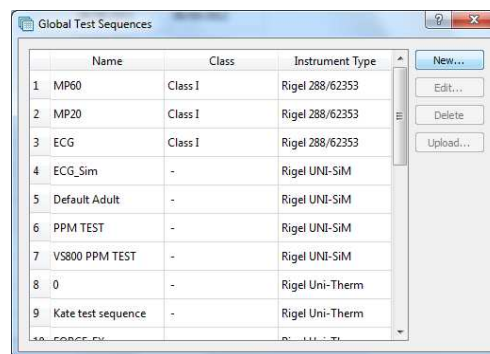 Global Test Sequences
Name Class Instrument Type
1 MP60 Class I Rigel 288/62353
2 MP20 Class I Rigel 288/62353
3 ECG Class I Rigel 288/62353
4 ECG_Sim - Rigel UNI-SiM
5 Default Adult - Rigel UNI-SiM
6 PPM TEST - Rigel UNI-SiM
7 VS800 PPM TEST - Rigel UNI-SiM
8 0 - Rigel Uni-Therm
9 Kate test sequence - Rigel Uni-Therm
New...
Edit...
Delete
Upload...